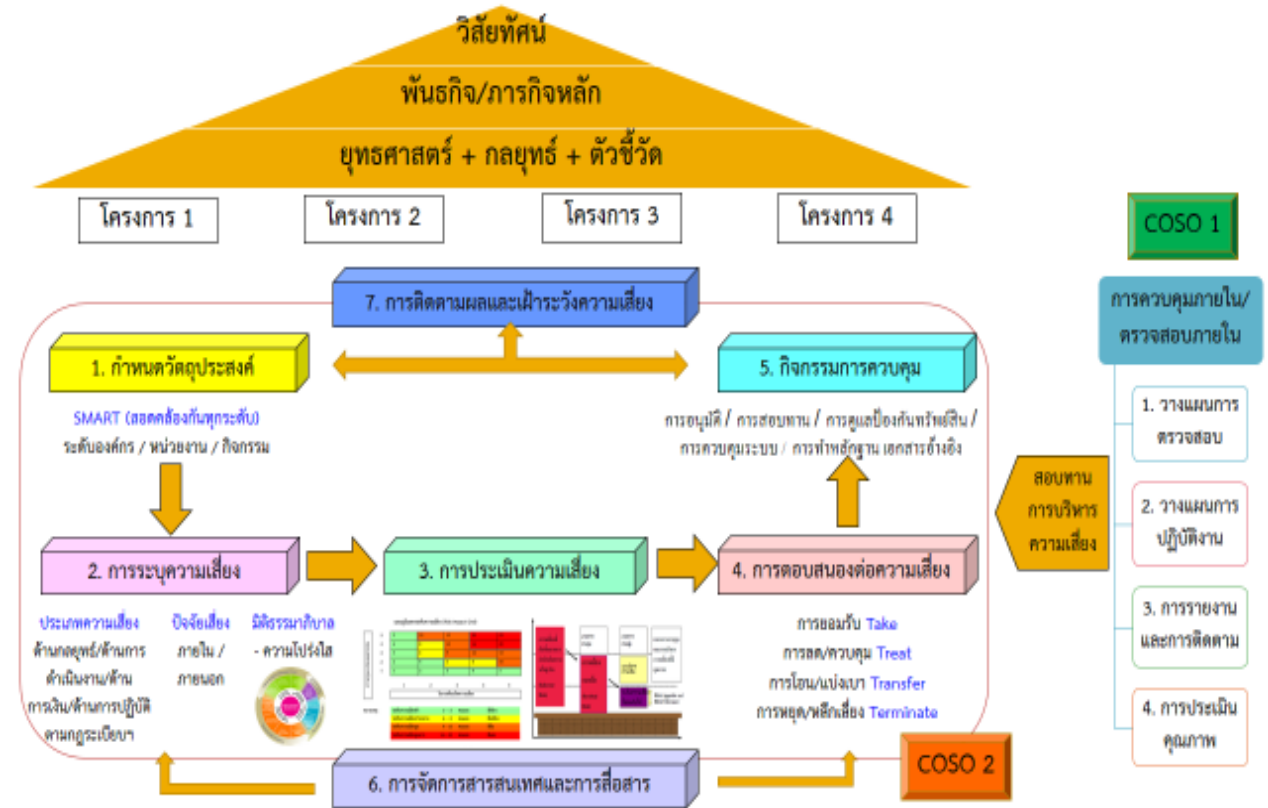 วิสัยทัศน์
พันธกิจ/ภารกิจหลัก
ยุทธศาสตร์ + กลยุทธ์ + ตัวชี้วัด
โครงการ 1
โครงการ 2
โครงการ 3
โครงการ 4
7. การติดตามผลและเฝ้าระวังความเสี่ยง
1. กำหนดวัตถุประสงค์
SMART (สอดคล้องกันทุกระดับ)
ระดับองค์กร / หน่วยงาน / กิจกรรม
5. กิจกรรมการควบคุม
การอนุมัติ / การสอบทาน / การดูแลป้องกันทรัพย์สิน /
การควบคุมระบบ / การทำหลักฐาน เอกสารอ้างอิง
2. การระบุความเสี่ยง
ประเภทความเสี่ยง
ด้านกลยุทธ์/ด้านการ
ดำเนินงาน/ด้าน
การเงิน/ด้านการปฏิบัติ
ตามกฎระเบียบฯ
ปัจจัยเสี่ยง
ภายใน /
ภายนอก
มิติธรรมาภิบาล
- ความโปร่งใส
3. การประเมินความเสี่ยง
4. การตอบสนองต่อความเสี่ยง
การยอมรับ Take
การลด/ควบคุม Treat
การโอน/แบ่งเบา Transfer
การหยุด/หลีกเลี่ยง Terminate
6. การจัดการสารสนเทศและการสื่อสาร
COSO 2
สอบทาน
การบริหาร
ความเสี่ยง
COSO 1
การควบคุมภายใน/
ตรวจสอบภายใน
1. วางแผนการ
ตรวจสอบ
2. วางแผนการ
ปฏิบัติงาน
3. การรายงาน
และการติดตาม
4. การประเมิน
คุณภาพ